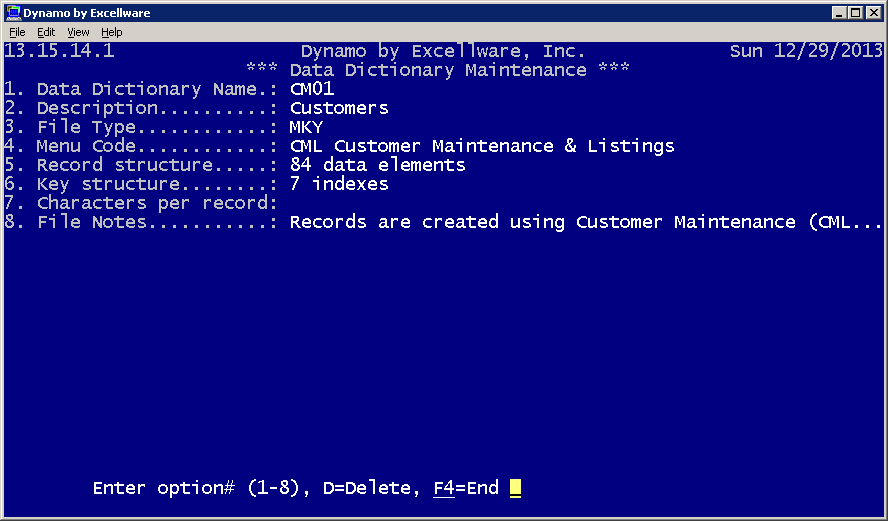 Dynamo by Excellware
File Edit View Help
13.15.14.1 Dynamo by Excellware, Inc. Sun 12/29/2013
*** Data Dictionary Maintenance ***
1. Data Dictionary Name.: CM01
2. Description..........: Customers
3. File Type............: MKY
4. Menu Code............: CML Customer Maintenance & Listings
5. Record structure.....: 84 data elements
6. Key structure........: 7 indexes
7. Characters per record:
8. File Notes...........: Records are created using Customer Maintenance (CML...
Enter option# (1-8), D=Delete, F4=End